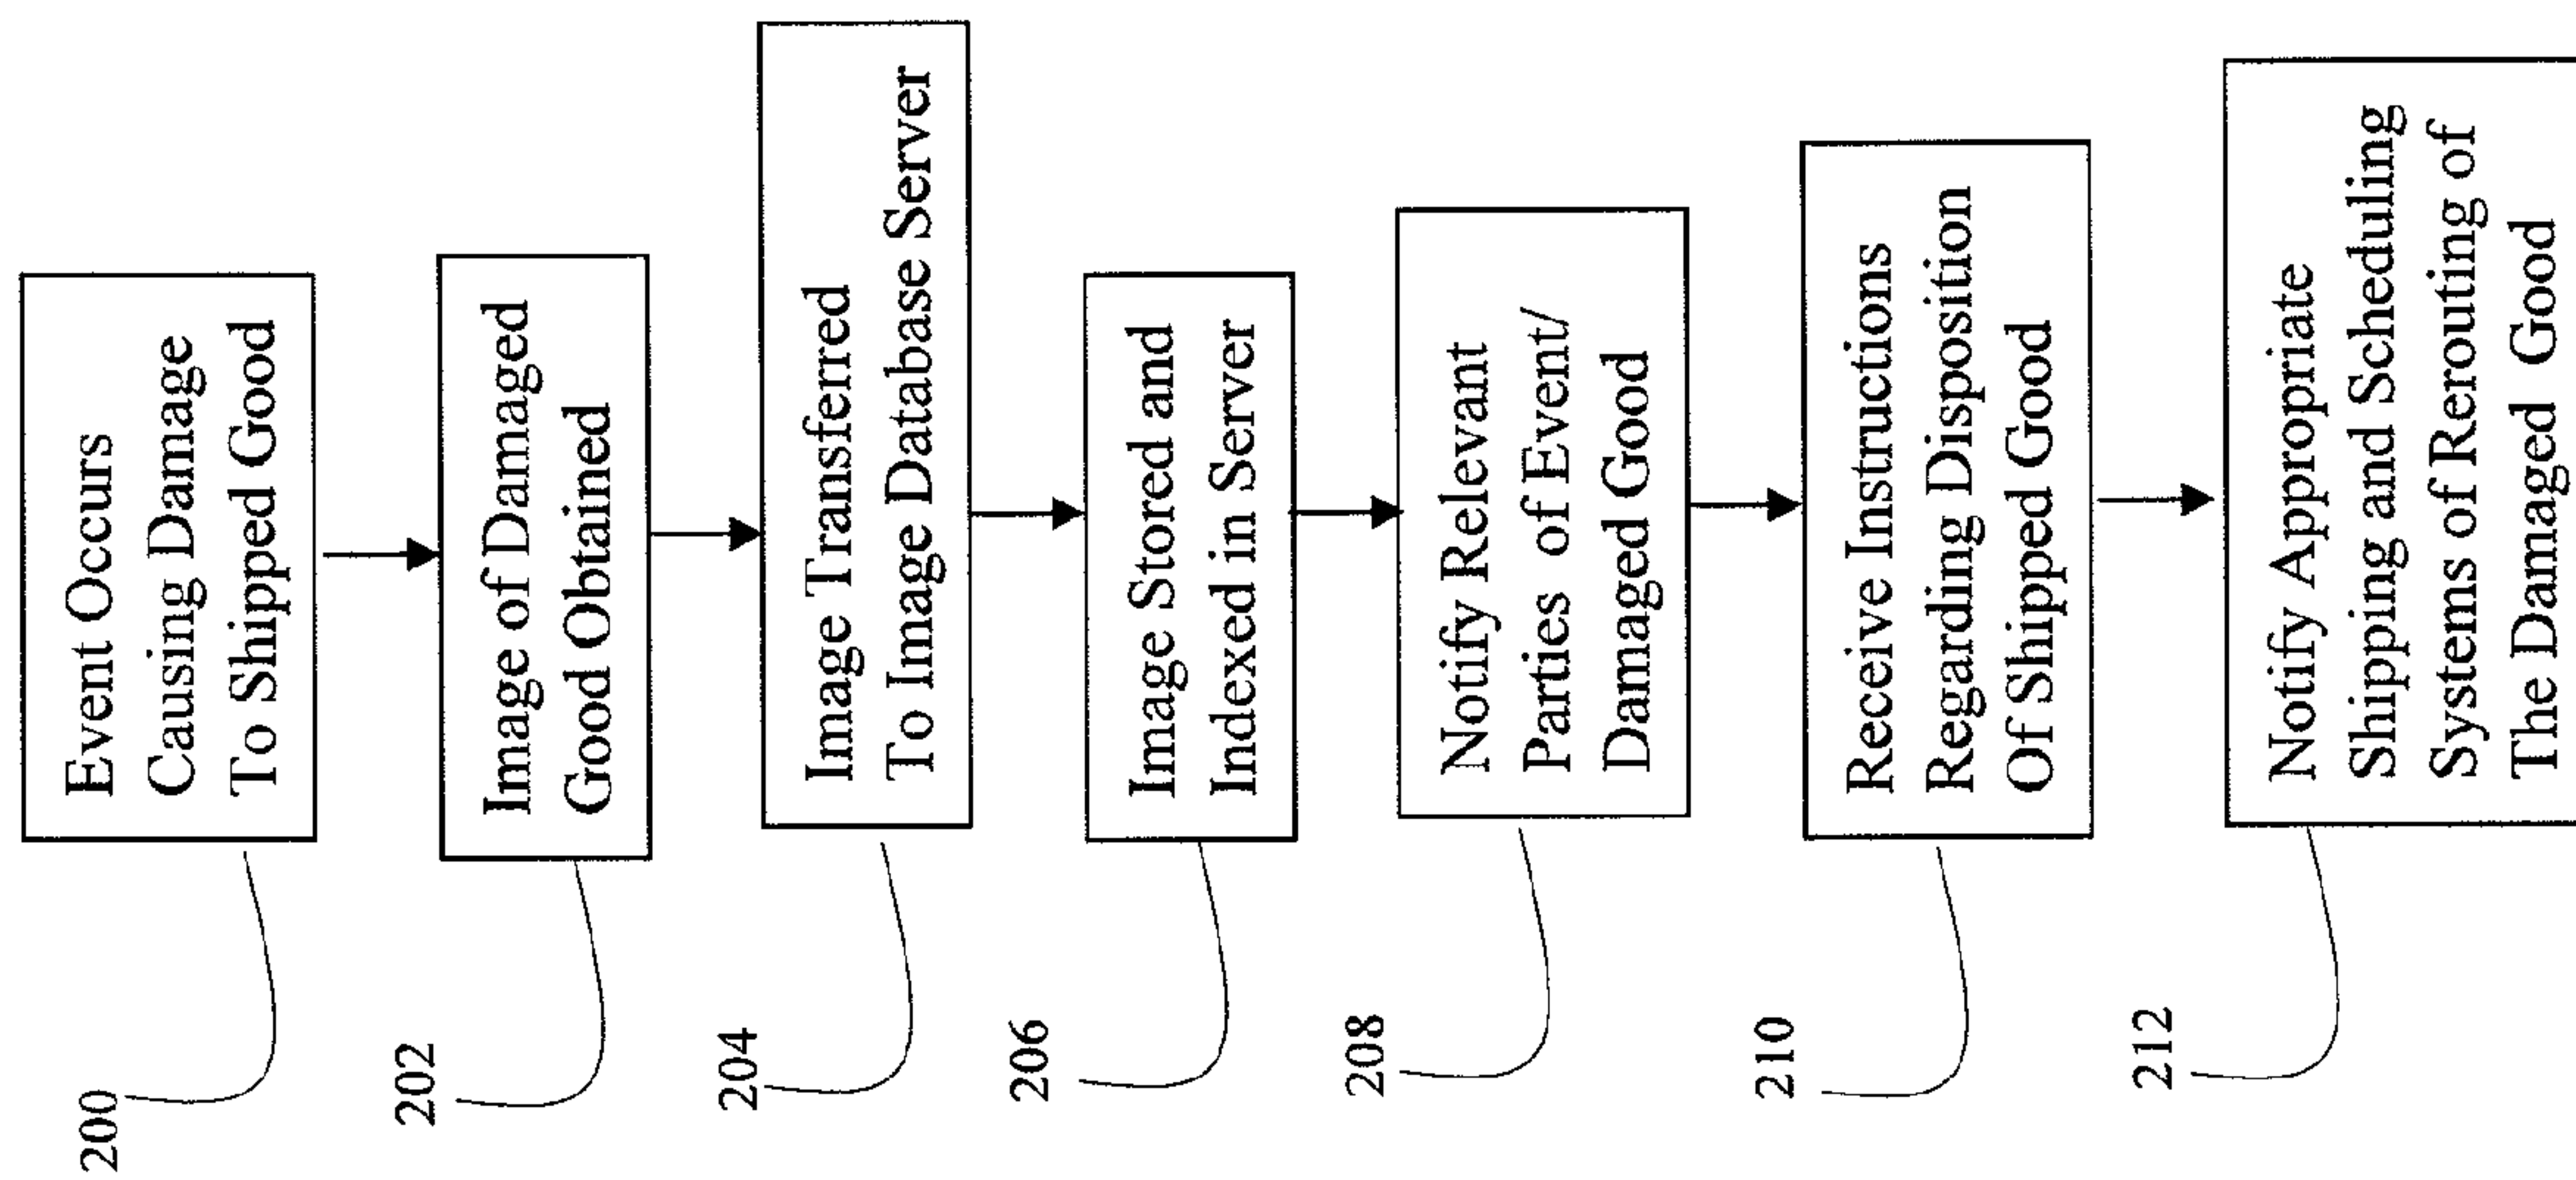 200
Event Occurs
Causing Damage
To Shipped Good
202
Image of Damaged
Good Obtained
204
Image Transferred
To Image Database Server
206
Image Stored and
Indexed in Server
208
Notify Relevant
Parties of Event/
Damaged Good
210
Receive Instructions
Regarding Disposition
Of Shipped Good
212
Notify Appropriate
Shipping and Scheduling
Systems of Rerouting of
The Damaged Good